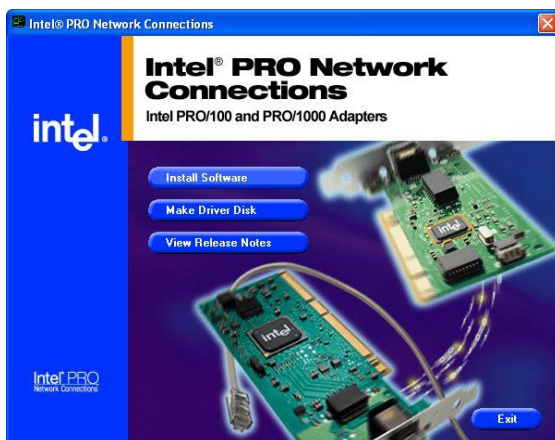 Intel® PRO Network Connections
Intel® PRO Network
Connections
Intel PRO/100 and PRO/1000 Adapters
intel®
Install Software
Make Driver Disk
View Release Notes
intel
intel
Intel® PRO
Network Connections
Exit